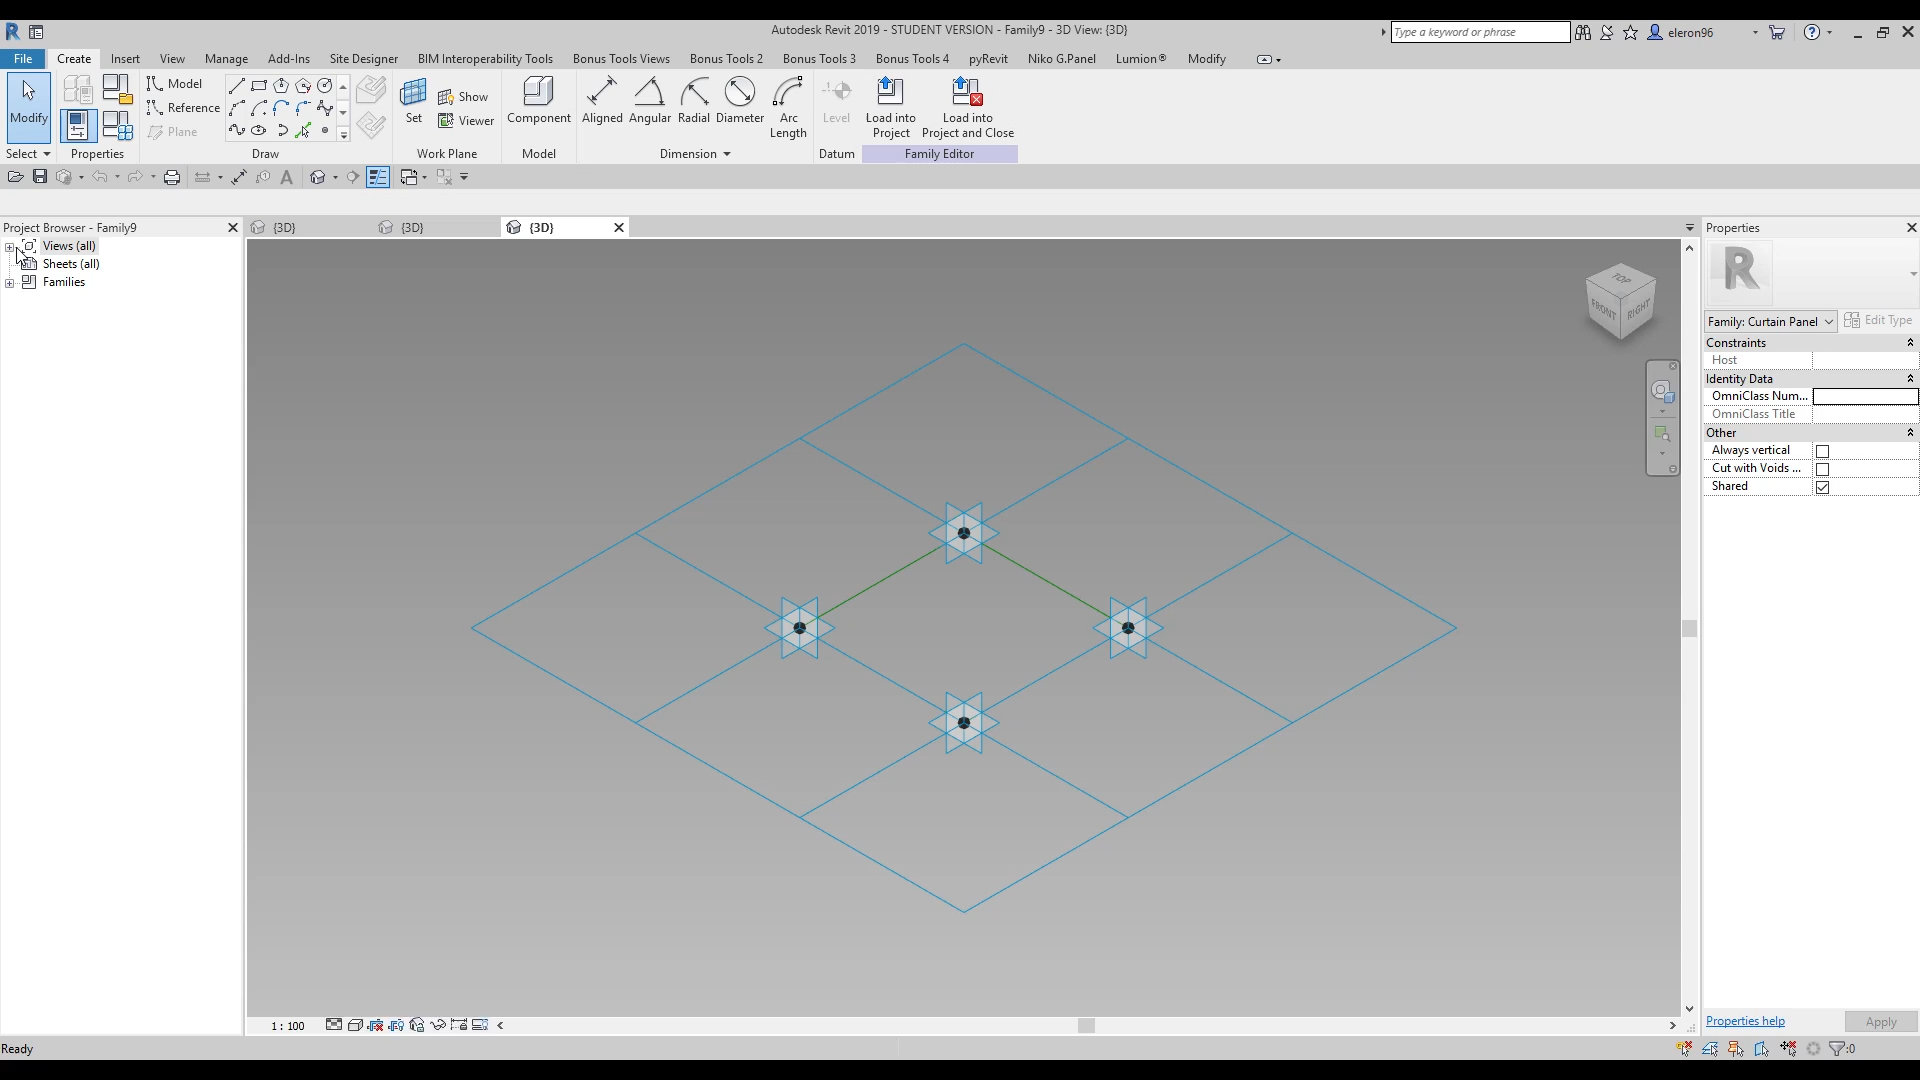 Autodesk Revit 2019 - STUDENT VERSION - Family9 - 3D View: {3D}
Type a keyword or phrase
eleron96
File Create Insert View Manage Add-Ins Site Designer BIM Interoperability Tools Bonus Tools Views Bonus Tools 2 Bonus Tools 3 Bonus Tools 4 pyRevit Niko G.Panel Lumion® Modify
Modify
Model
Reference
Plane
Set
Show
Viewer
Component
Aligned Angular Radial Diameter Arc Length
Level
Load into Project
Load into Project and Close
Select Properties Draw Work Plane Model Dimension Datum Family Editor
Project Browser - Family9
{3D} {3D} {3D}
Properties
Views (all)
Sheets (all)
Families
TOP
FRONT RIGHT
R
Family: Curtain Panel Edit Type
Constraints
Host
Identity Data
OmniClass Num...
OmniClass Title
Other
Always vertical
Cut with Voids ...
Shared
1 : 100
Properties help Apply
Ready
:0